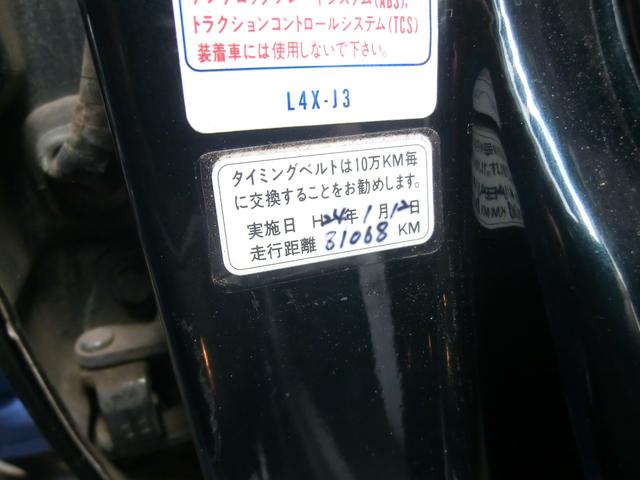 トラクションコントロールシステム(TCS)
装着車には使用しないで下さい。
L4X-J3
タイミングベルトは10万KM毎
に交換することをお勧めします。
実施日 H24年1月12日
走行距離 81068 KM